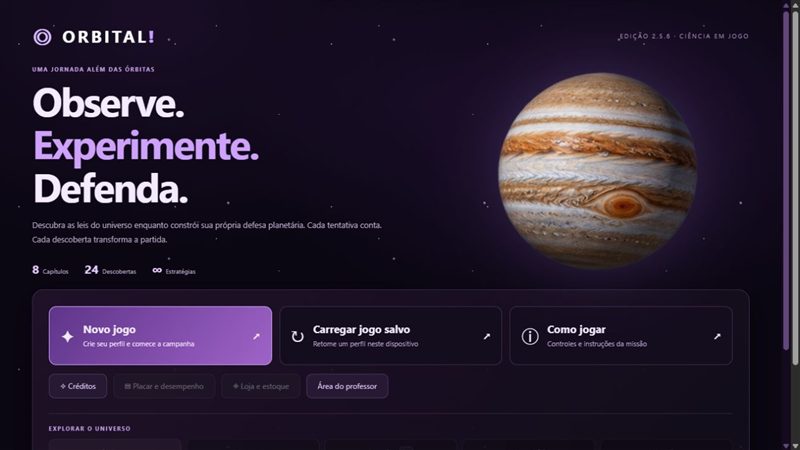 ORBITAL!
EDIÇÃO 2.5.6 · CIÊNCIA EM JOGO
UMA JORNADA ALÉM DAS ÓRBITAS
Observe.
Experimente.
Defenda.
Descubra as leis do universo enquanto constrói sua própria defesa planetária. Cada tentativa conta.
Cada descoberta transforma a partida.
8 Capítulos 24 Descobertas ∞ Estratégias
Novo jogo
Crie seu perfil e comece a campanha
Carregar jogo salvo
Retome um perfil neste dispositivo
Como jogar
Controles e instruções da missão
Créditos
Placar e desempenho
Loja e estoque
Área do professor
EXPLORAR O UNIVERSO